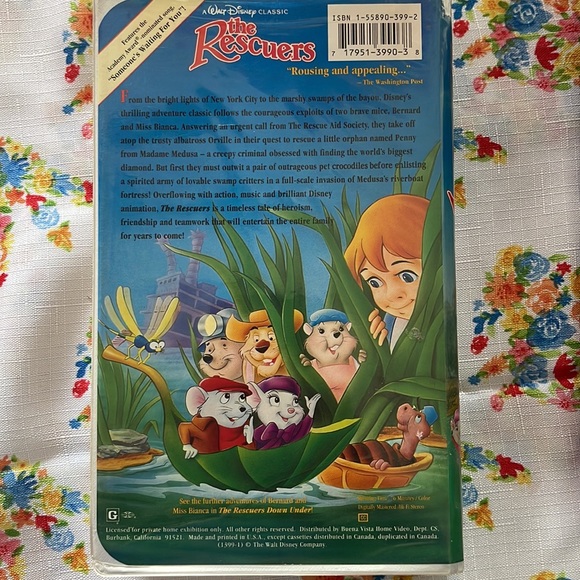 Features the
Academy Award® nominated song,
"Someone's Waiting For You"!
A WALT DISNEY CLASSIC
the
Rescuers
ISBN 1-55890-399-2
7 17951-3990-3 8
"Rousing and appealing..."
— The Washington Post
From the bright lights of New York City to the marshy swamps of the bayou, Disney's
thrilling adventure classic follows the courageous exploits of two brave mice, Bernard
and Miss Bianca. Answering an urgent call from The Rescue Aid Society, they take off
atop the trusty albatross Orville in their quest to rescue a little orphan named Penny
from Madame Medusa – a creepy criminal obsessed with finding the world's biggest
diamond. But first they must outwit a pair of outrageous pet crocodiles before enlisting
a spirited army of lovable swamp critters in a full-scale invasion of Medusa's riverboat
fortress! Overflowing with action, music and brilliant Disney
animation, The Rescuers is a timeless tale of heroism,
friendship and teamwork that will entertain the entire family
for years to come!
See the further adventures of Bernard and
Miss Bianca in The Rescuers Down Under!
Minutes/Color
Digitally Mastered
G
Licensed for private home exhibition only. All other rights reserved. Distributed by Buena Vista Home Video, Dept. CS,
Burbank, California 91521. Made and printed in U.S.A., except cassettes distributed in Canada, duplicated in Canada.
(1399-1) © The Walt Disney Company